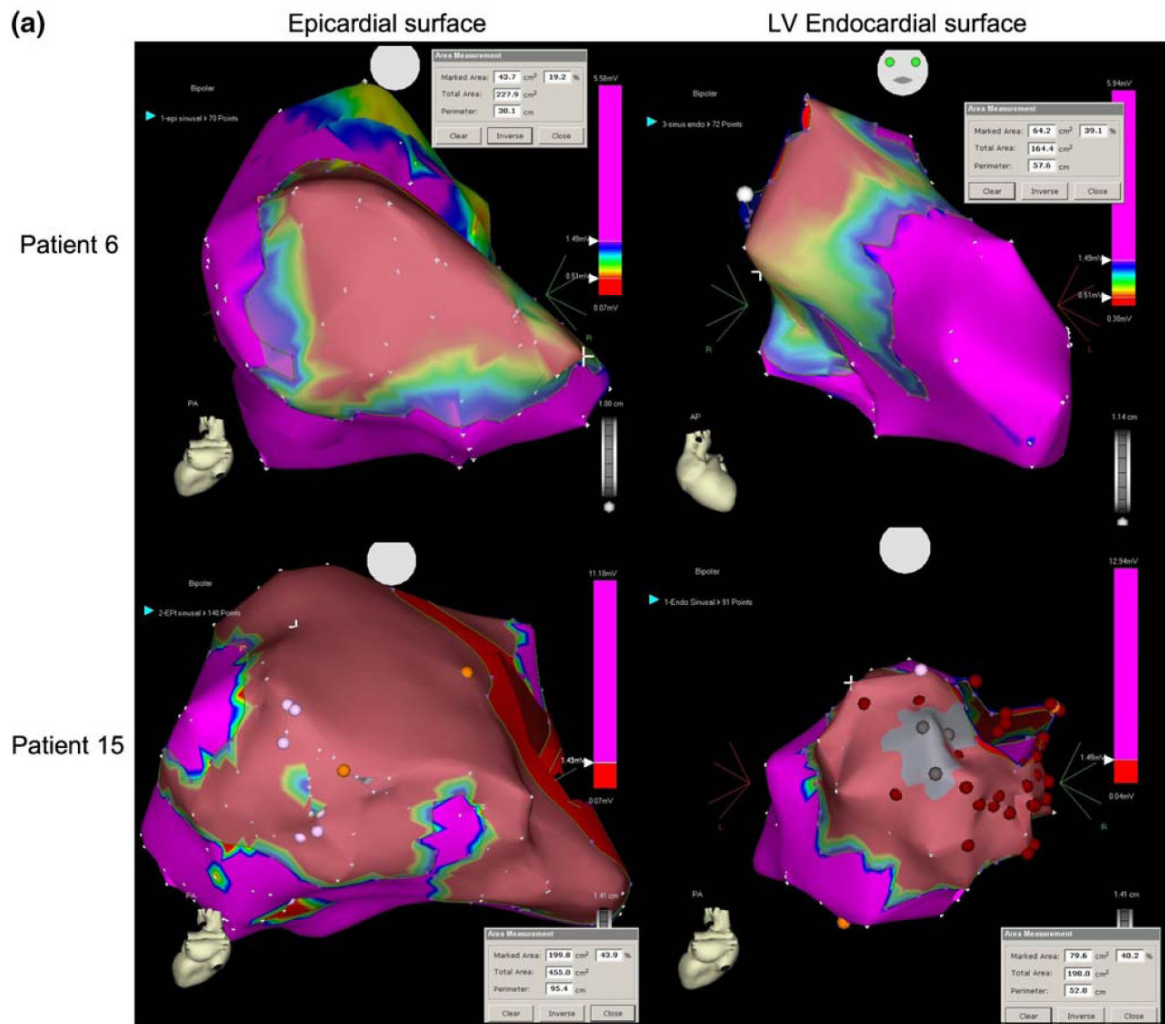 (a)
Epicardial surface
LV Endocardial surface
Patient 6
Bipolar
1-epi sinusal > 70 Points
Area Measurement
Marked Area: 43.7 cm² 19.2 %
Total Area: 227.9 cm²
Perimeter: 30.1 cm
Clear Inverse Close
5.58mV
1.49mV
0.51mV
0.07mV
L
R
PA
1.00 cm
Bipolar
3-sinus endo > 72 Points
Area Measurement
Marked Area: 64.2 cm² 39.1 %
Total Area: 164.4 cm²
Perimeter: 57.6 cm
Clear Inverse Close
5.94mV
1.49mV
0.51mV
0.30mV
R
L
AP
1.14 cm
Patient 15
Bipolar
2-EPI sinusal > 140 Points
11.18mV
1.49mV
0.07mV
PA
1.41 cm
Area Measurement
Marked Area: 199.8 cm² 43.9 %
Total Area: 455.0 cm²
Perimeter: 95.4 cm
Clear Inverse Close
Bipolar
1-Endo Sinusal > 91 Points
12.94mV
1.49mV
0.04mV
L
R
PA
1.41 cm
Area Measurement
Marked Area: 79.6 cm² 40.2 %
Total Area: 198.0 cm²
Perimeter: 52.0 cm
Clear Inverse Close